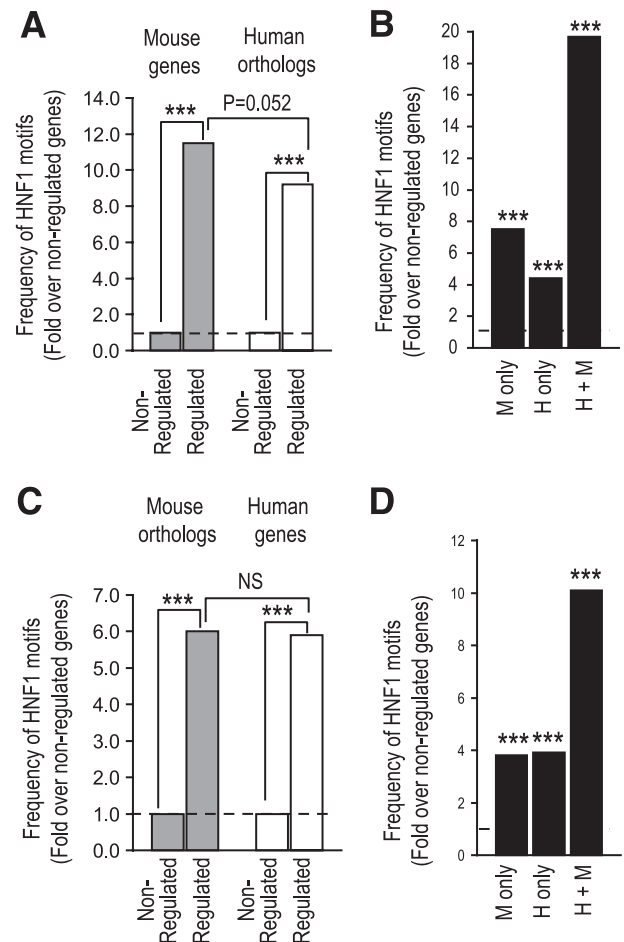 A
Mouse
genes
Human
orthologs
Frequency of HNF1 motifs
(Fold over non-regulated genes)
14.0
12.0
10.0
8.0
6.0
4.0
2.0
0.0
***
P=0.052
***
Non-
Regulated
Regulated
Non-
Regulated
Regulated
B
Frequency of HNF1 motifs
(Fold over non-regulated genes)
20
18
16
14
12
10
8
6
4
2
0
***
***
***
M only
H only
H + M
C
Mouse
orthologs
Human
genes
Frequency of HNF1 motifs
(Fold over non-regulated genes)
7.0
6.0
5.0
4.0
3.0
2.0
1.0
0.0
***
NS
***
Non-
Regulated
Regulated
Non-
Regulated
Regulated
D
Frequency of HNF1 motifs
(Fold over non-regulated genes)
12
10
8
6
4
2
0
***
***
***
M only
H only
H + M